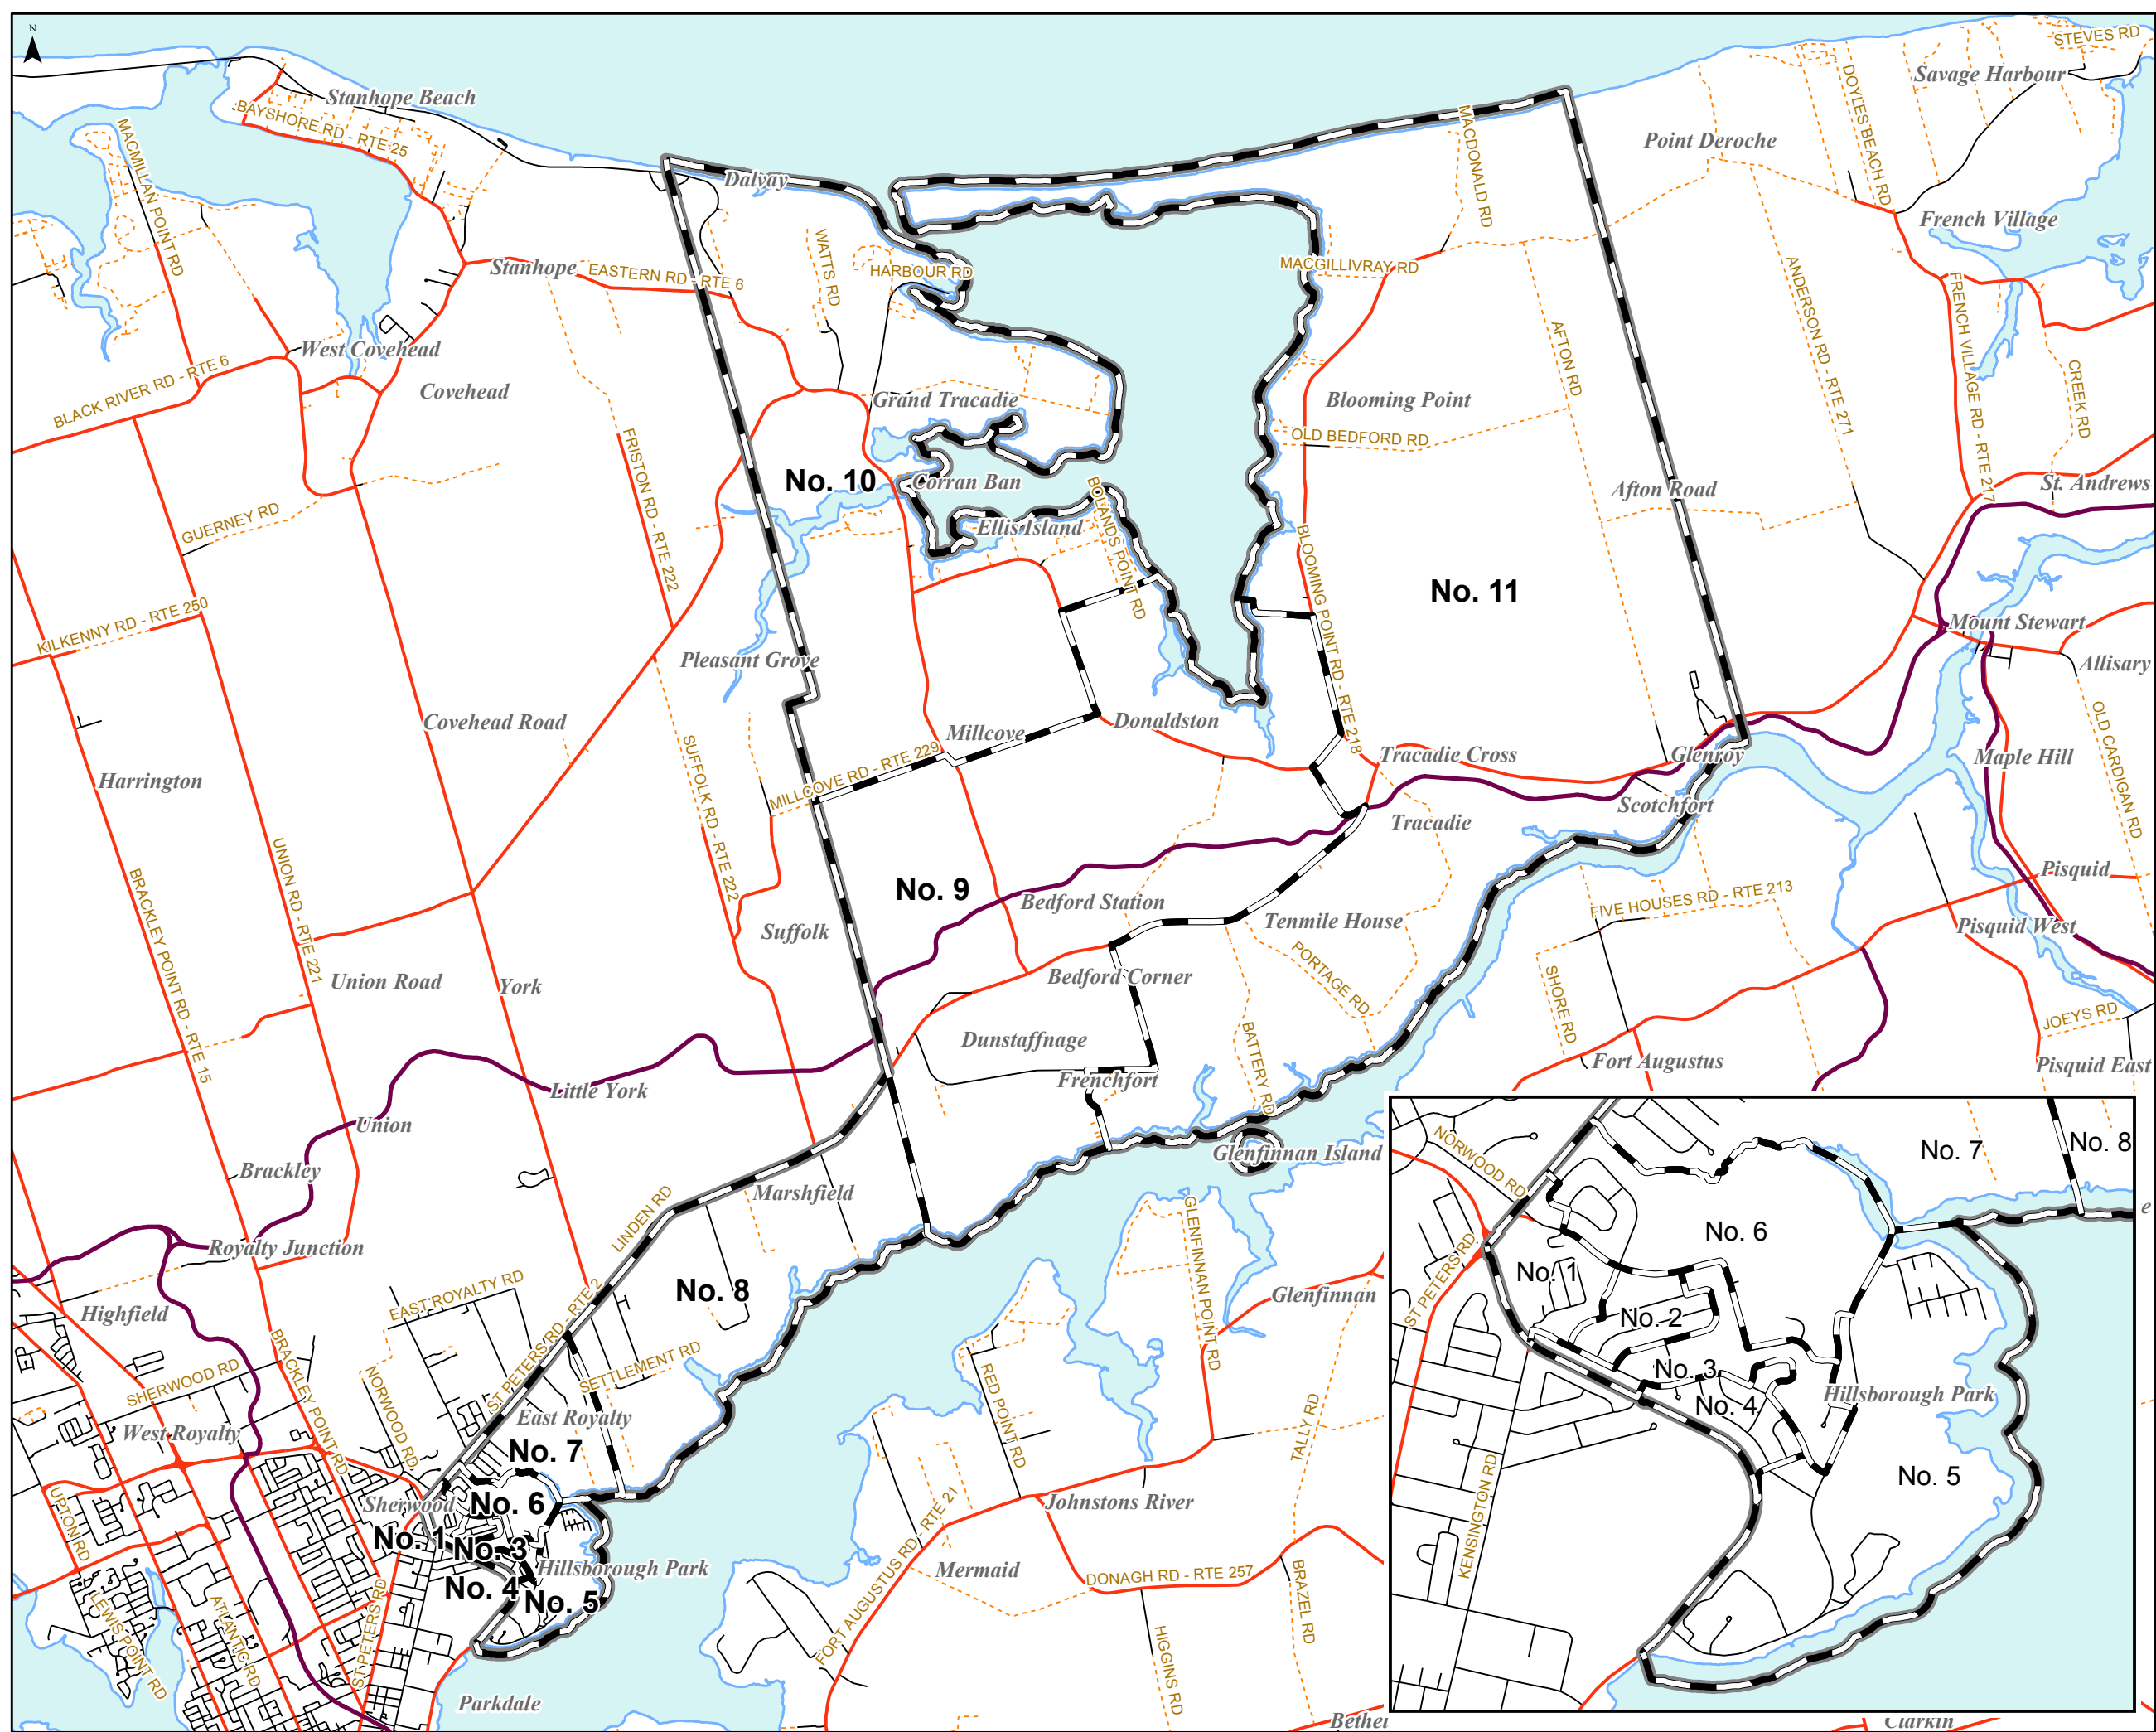 N
STEVES RD
Savage Harbour
DOYLES BEACH RD
Stanhope Beach
BAYSHORE RD - RTE 25
MACMILLAN POINT RD
MACDONALD RD
Point Deroche
Dalvay
French Village
WATTS RD
Stanhope
EASTERN RD - RTE 6
HARBOUR RD
MACGILLIVRAY RD
ANDERSON RD - RTE 271
FRENCH VILLAGE RD - RTE 217
AFTON RD
West Covehead
BLACK RIVER RD - RTE 6
Covehead
Grand Tracadie
Blooming Point
CREEK RD
FRISTON RD - RTE 222
OLD BEDFORD RD
No. 10
Corran Ban
BOLANDS POINT RD
Afton Road
St. Andrews
GUERNEY RD
Ellis Island
BLOOMING POINT RD - RTE 218
No. 11
KILKENNY RD - RTE 250
Mount Stewart
Pleasant Grove
Allisary
Covehead Road
Millcove
Donaldston
OLD CARDIGAN RD
SUFFOLK RD - RTE 222
MILLCOVE RD - RTE 229
Tracadie Cross
Glenroy
Maple Hill
Harrington
Scotchfort
Tracadie
UNION RD - RTE 221
BRACKLEY POINT RD - RTE 15
No. 9
Bedford Station
Pisquid
FIVE HOUSES RD - RTE 213
Suffolk
Tenmile House
Pisquid West
Union Road
York
Bedford Corner
PORTAGE RD
SHORE RD
JOEYS RD
Dunstaffnage
BATTERY RD
Fort Augustus
Pisquid East
Little York
Frenchfort
Union
Brackley
Glenfinnan Island
Marshfield
LINDEN RD
GLENFINNAN POINT RD
Royalty Junction
No. 8
EAST ROYALTY RD
Glenfinnan
Highfield
ST PETERS RD - RTE 2
BRACKLEY POINT RD
SHERWOOD RD
NORWOOD RD
SETTLEMENT RD
RED POINT RD
TALLY RD
West Royalty
East Royalty
No. 7
UPTON RD
Sherwood
No. 6
FORT AUGUSTUS RD - RTE 21
Johnstons River
No. 1
No. 3
Hillsborough Park
No. 4
No. 5
Mermaid
DONAGH RD - RTE 257
BRAZEL RD
LEWIS POINT RD
ATLANTIC RD
ST PETERS RD
HIGGINS RD
Parkdale
Bethel
Clarkin
NORWOOD RD
No. 7
No. 8
e
No. 6
ST PETERS RD
No. 1
No. 2
No. 3
No. 4
Hillsborough Park
No. 5
KENSINGTON RD